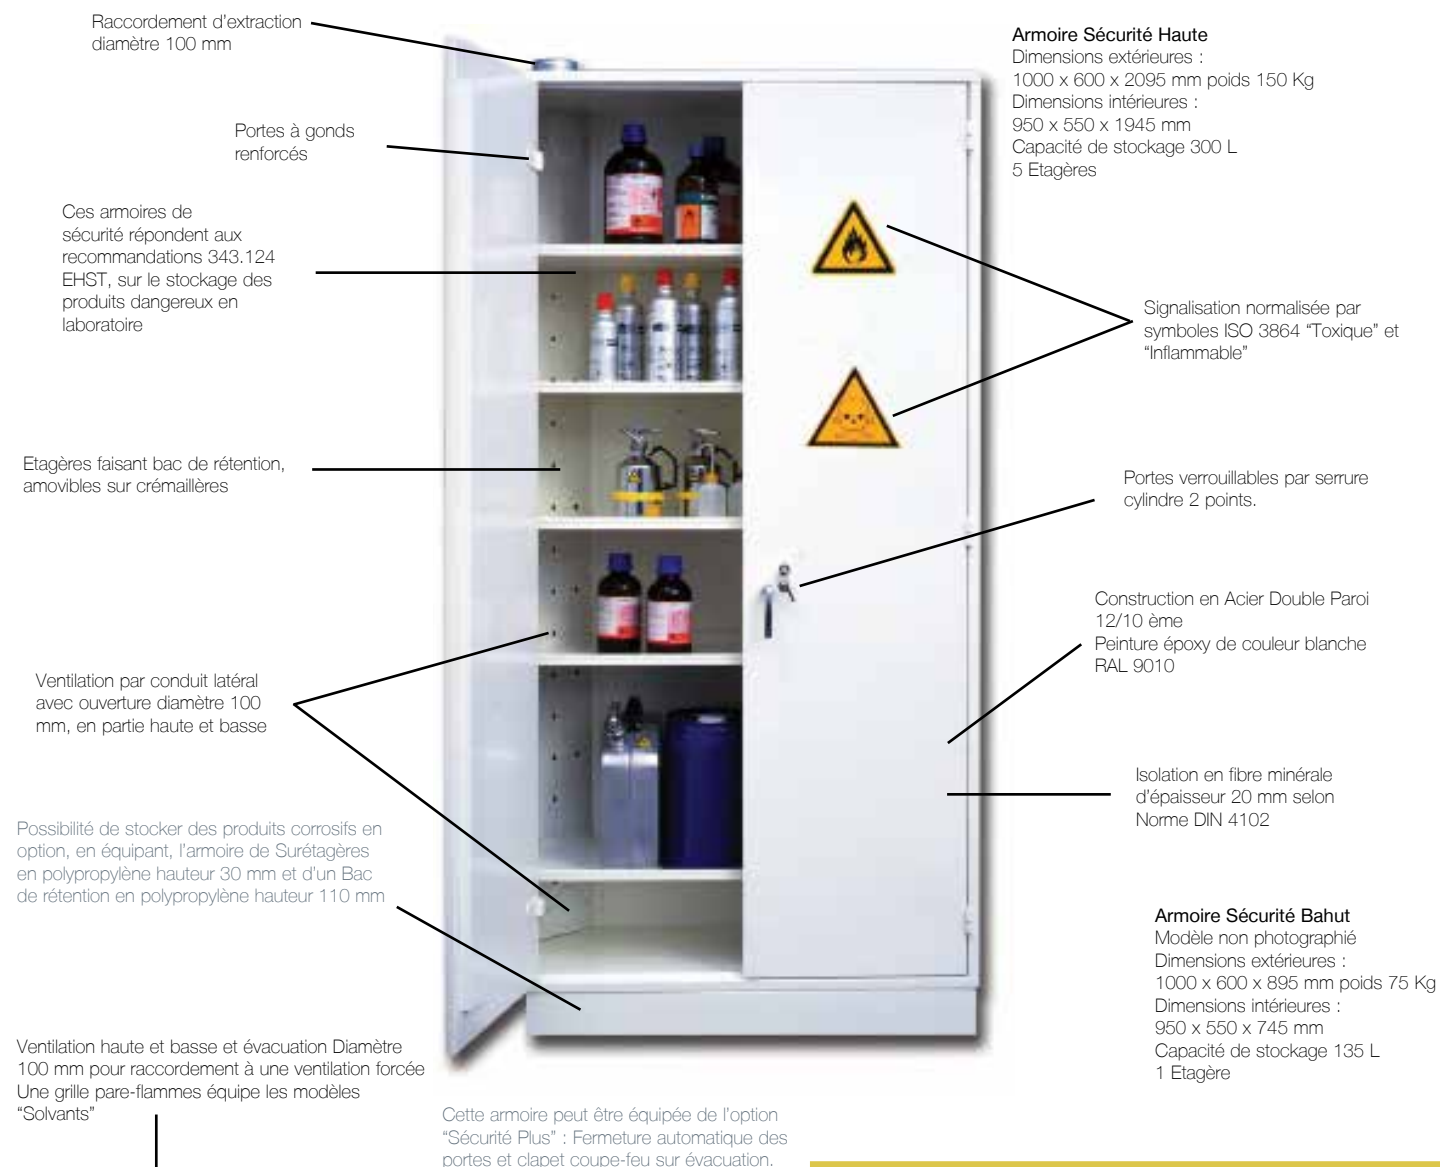 Raccordement d'extraction
diamètre 100 mm
Armoire Sécurité Haute
Dimensions extérieures :
1000 x 600 x 2095 mm poids 150 Kg
Dimensions intérieures :
950 x 550 x 1945 mm
Capacité de stockage 300 L
5 Etagères
Portes à gonds
renforcés
Ces armoires de
sécurité répondent aux
recommandations 343.124
EHST, sur le stockage des
produits dangereux en
laboratoire
Signalisation normalisée par
symboles ISO 3864 “Toxique” et
“Inflammable”
Etagères faisant bac de rétention,
amovibles sur crémaillères
Portes verrouillables par serrure
cylindre 2 points.
Construction en Acier Double Paroi
12/10 ème
Peinture époxy de couleur blanche
RAL 9010
Ventilation par conduit latéral
avec ouverture diamètre 100
mm, en partie haute et basse
Isolation en fibre minérale
d'épaisseur 20 mm selon
Norme DIN 4102
Possibilité de stocker des produits corrosifs en
option, en équipant, l'armoire de Surétagères
en polypropylène hauteur 30 mm et d'un Bac
de rétention en polypropylène hauteur 110 mm
Armoire Sécurité Bahut
Modèle non photographié
Dimensions extérieures :
1000 x 600 x 895 mm poids 75 Kg
Dimensions intérieures :
950 x 550 x 745 mm
Capacité de stockage 135 L
1 Etagère
Ventilation haute et basse et évacuation Diamètre
100 mm pour raccordement à une ventilation forcée
Une grille pare-flammes équipe les modèles
“Solvants”
Cette armoire peut être équipée de l'option
“Sécurité Plus” : Fermeture automatique des
portes et clapet coupe-feu sur évacuation.